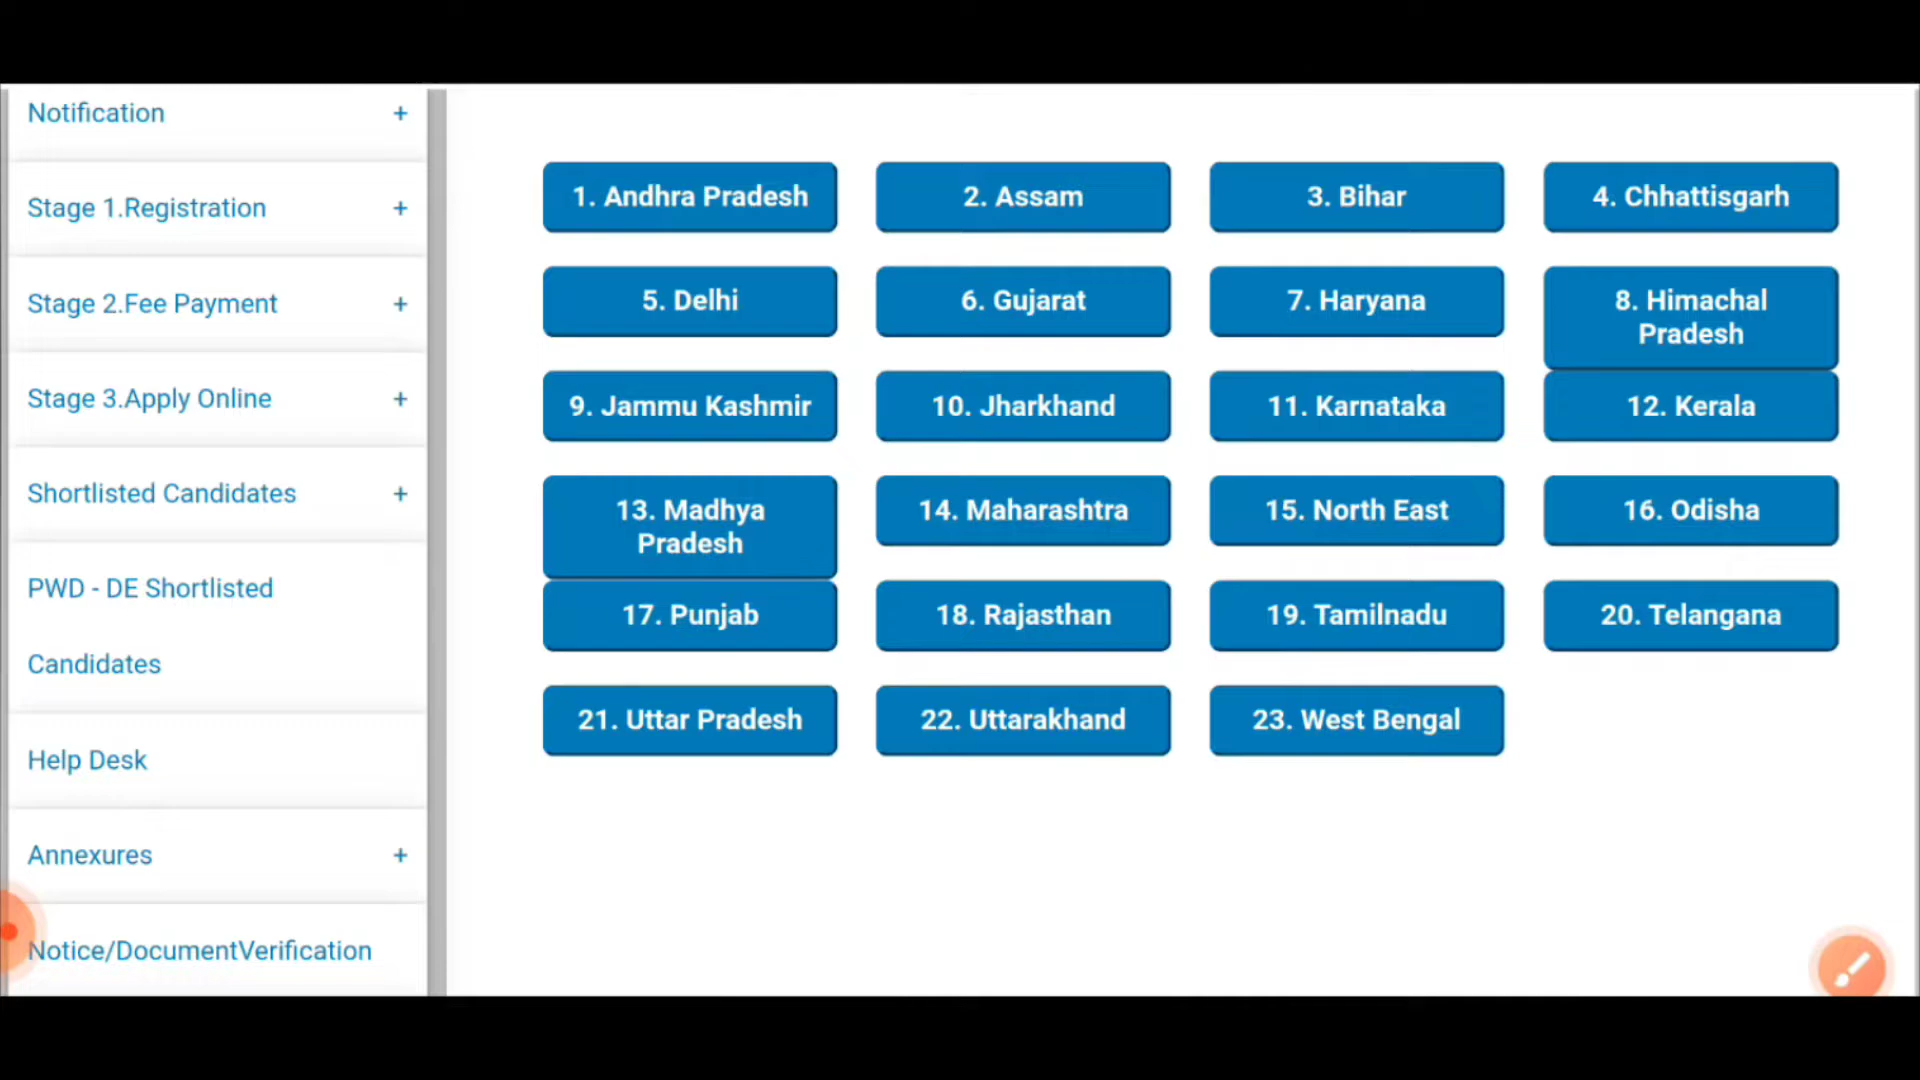 Notification +
Stage 1.Registration +
Stage 2.Fee Payment +
Stage 3.Apply Online +
Shortlisted Candidates +
PWD - DE Shortlisted
Candidates
Help Desk
Annexures +
Notice/DocumentVerification
1. Andhra Pradesh
2. Assam
3. Bihar
4. Chhattisgarh
5. Delhi
6. Gujarat
7. Haryana
8. Himachal
Pradesh
9. Jammu Kashmir
10. Jharkhand
11. Karnataka
12. Kerala
13. Madhya
Pradesh
14. Maharashtra
15. North East
16. Odisha
17. Punjab
18. Rajasthan
19. Tamilnadu
20. Telangana
21. Uttar Pradesh
22. Uttarakhand
23. West Bengal